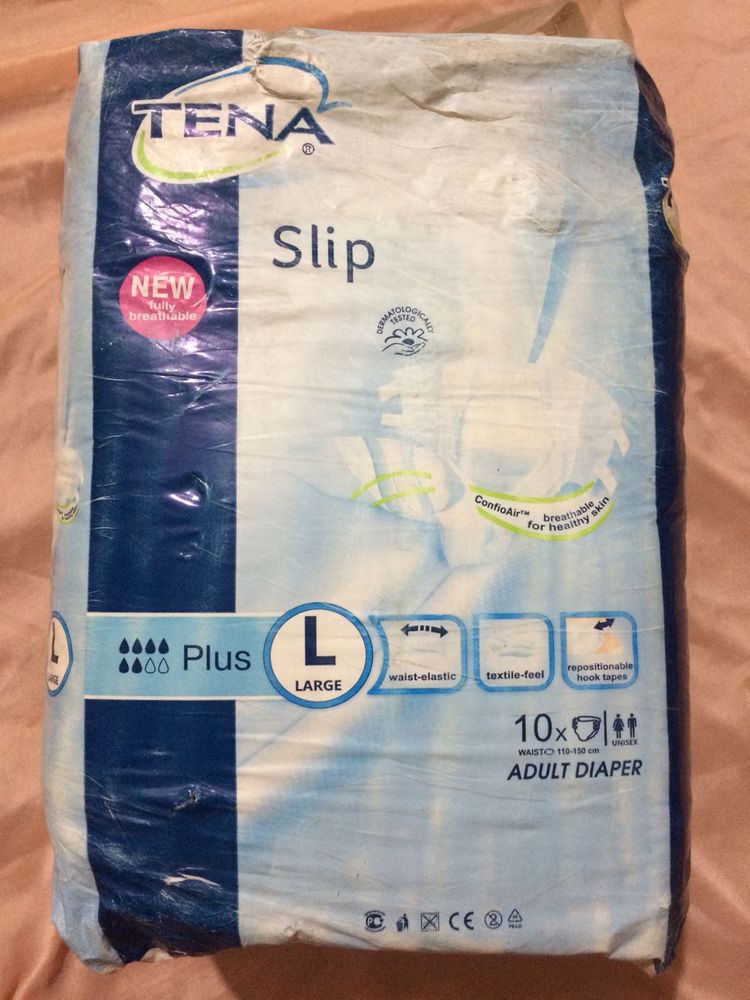 TENA
®
Slip
NEW
fully
breathable
DERMATOLOGICALLY
TESTED
ConfioAir™ breathable
for healthy skin
Plus
L
LARGE
L
waist-elastic
textile-feel
repositionable
hook tapes
10x
UNISEX
WAIST 110-150 cm
ADULT DIAPER
CE